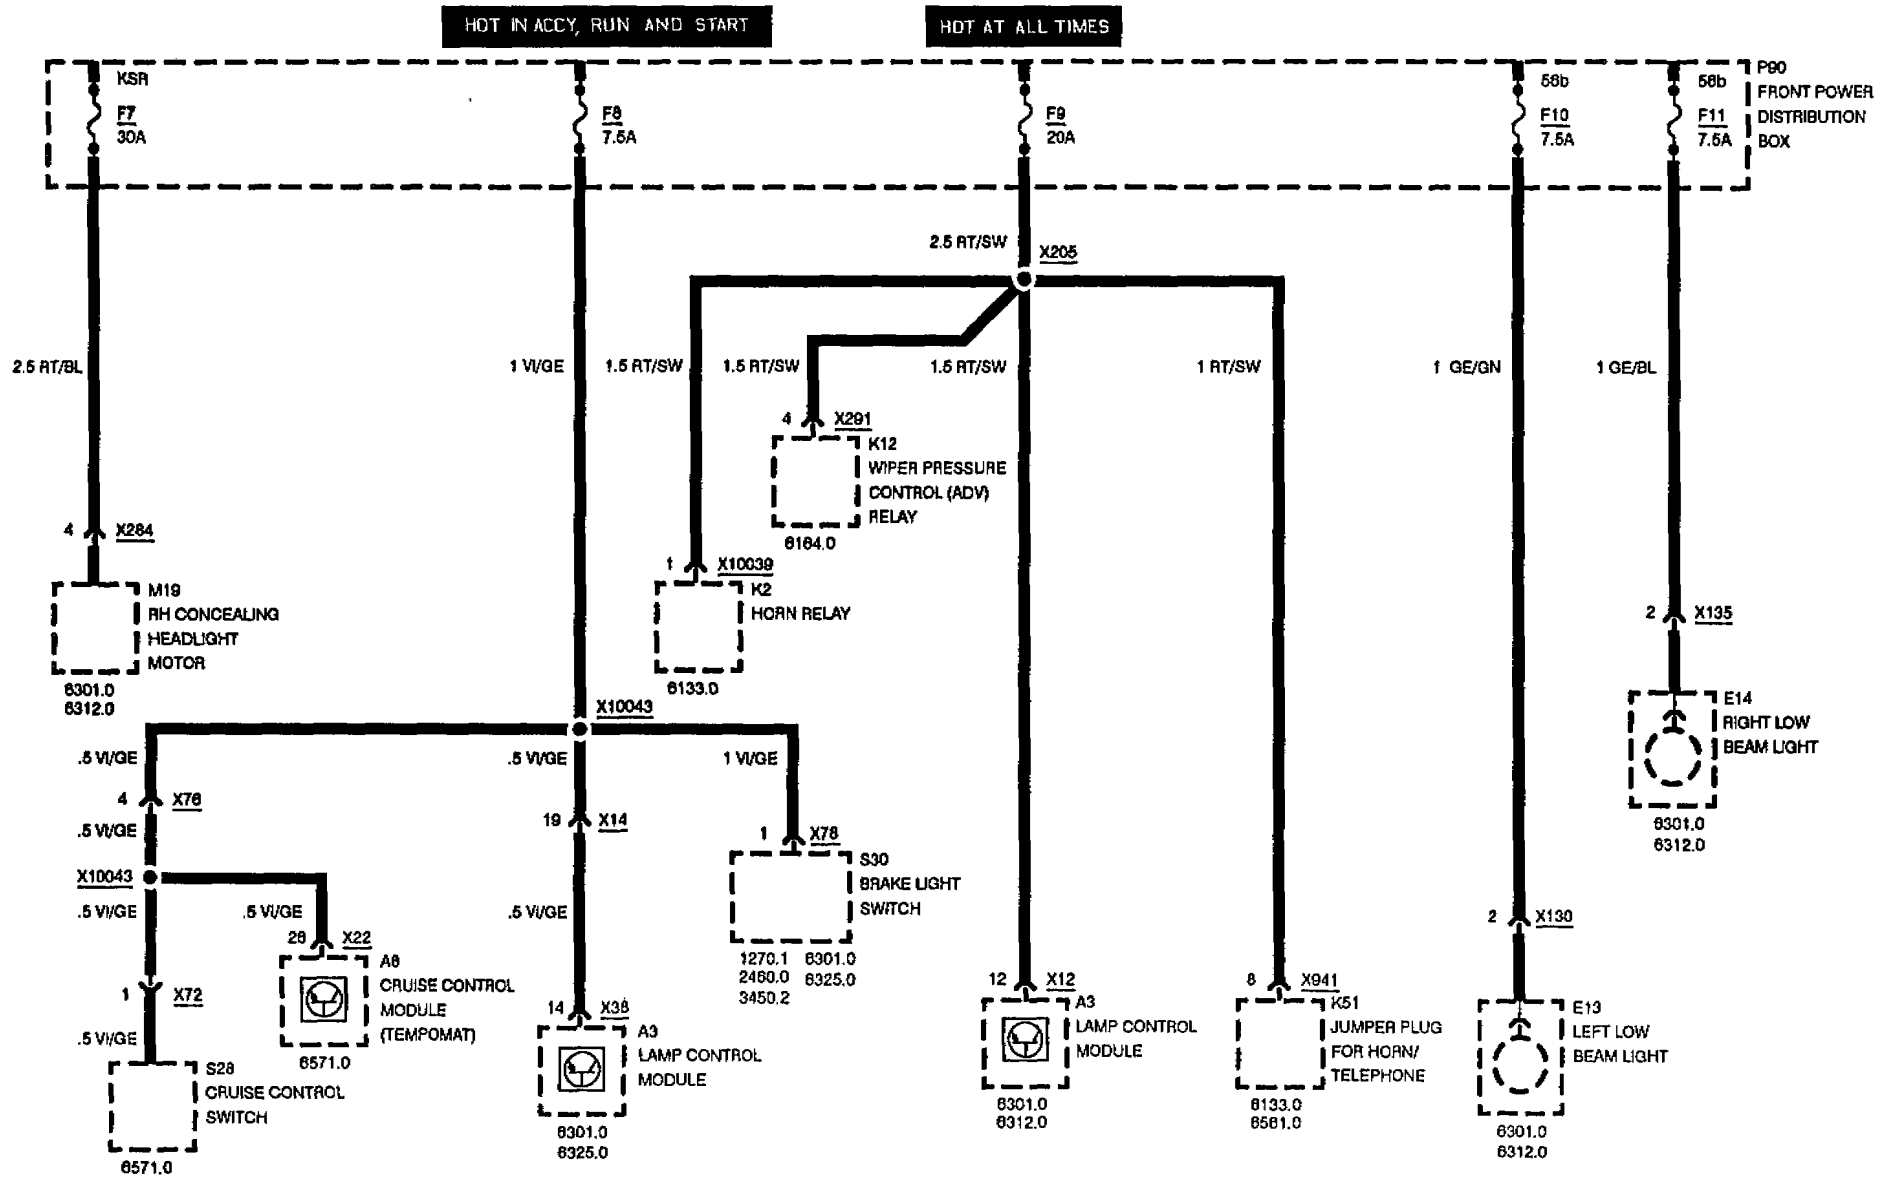 HOT IN ACCY, RUN AND START
HOT AT ALL TIMES
KSR
F7
30A
F8
7.5A
F9
20A
56b
F10
7.5A
56b
F11
7.5A
P90
FRONT POWER
DISTRIBUTION
BOX
2.5 RT/SW
X205
2.5 RT/BL
1 VI/GE
1.5 RT/SW
1.5 RT/SW
1.5 RT/SW
1 RT/SW
1 GE/GN
1 GE/BL
4
X291
K12
WIPER PRESSURE
CONTROL (ADV)
RELAY
6164.0
4
X284
M19
RH CONCEALING
HEADLIGHT
MOTOR
6301.0
6312.0
1
X10039
K2
HORN RELAY
6133.0
2
X135
E14
RIGHT LOW
BEAM LIGHT
6301.0
6312.0
X10043
.5 VI/GE
.5 VI/GE
1 VI/GE
4
X76
.5 VI/GE
19
X14
1
X78
S30
BRAKE LIGHT
SWITCH
1270.1 6301.0
2460.0 6325.0
3450.2
X10043
.5 VI/GE
.5 VI/GE
.5 VI/GE
26
X22
A6
CRUISE CONTROL
MODULE
(TEMPOMAT)
6571.0
1
X72
.5 VI/GE
S28
CRUISE CONTROL
SWITCH
6571.0
14
X38
A3
LAMP CONTROL
MODULE
6301.0
6325.0
12
X12
A3
LAMP CONTROL
MODULE
6301.0
6312.0
8
X941
K51
JUMPER PLUG
FOR HORN/
TELEPHONE
6133.0
6581.0
2
X130
E13
LEFT LOW
BEAM LIGHT
6301.0
6312.0